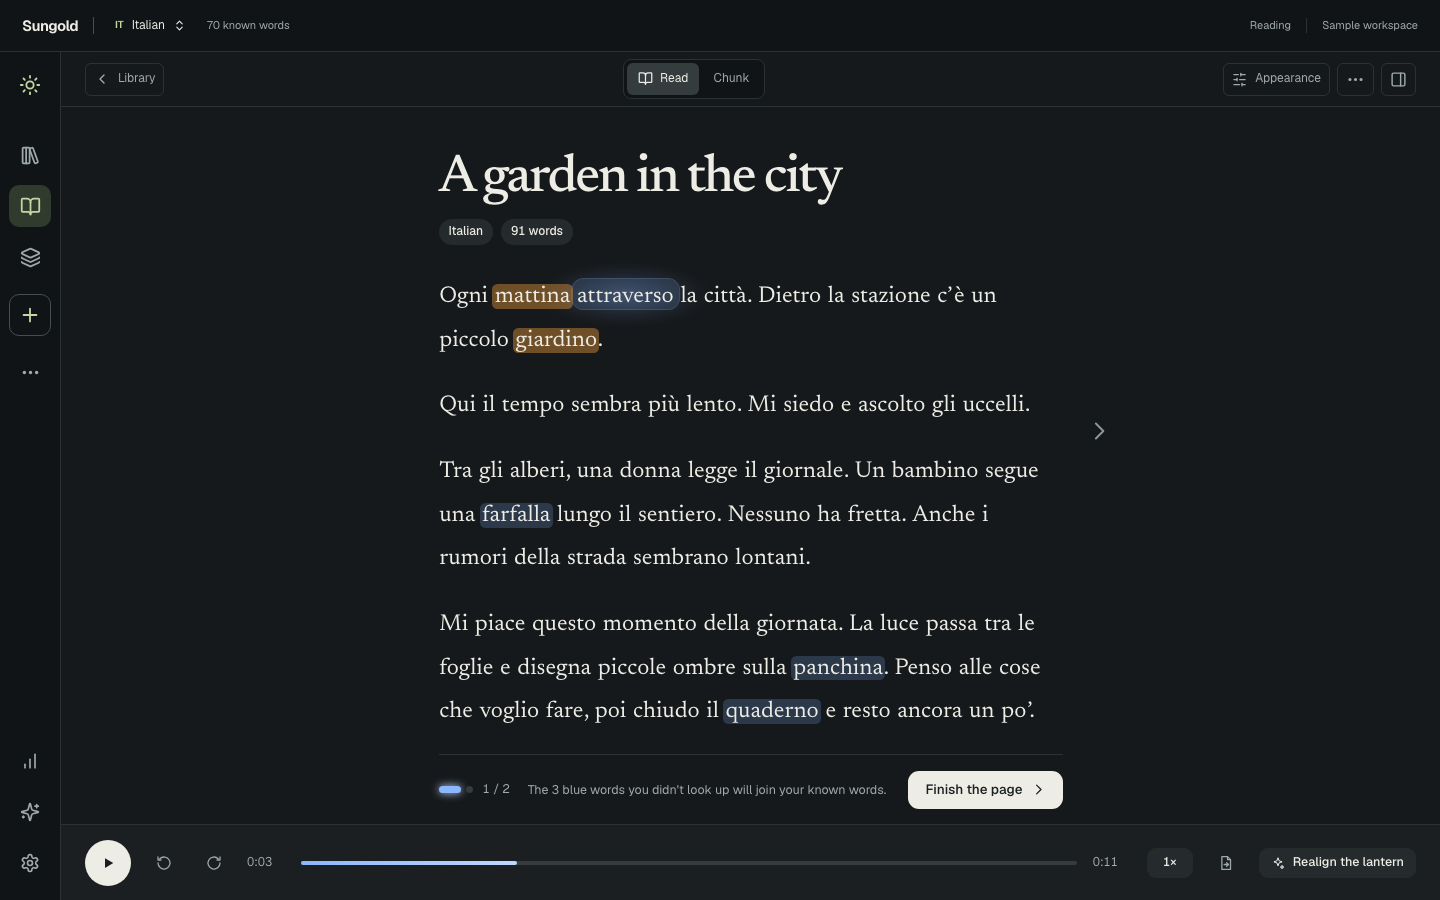 Sungold
IT Italian
70 known words
Reading
Sample workspace
Library
Read
Chunk
Appearance
A garden in the city
Italian
91 words
Ogni mattina attraverso la città. Dietro la stazione c’è un
piccolo giardino.
Qui il tempo sembra più lento. Mi siedo e ascolto gli uccelli.
Tra gli alberi, una donna legge il giornale. Un bambino segue
una farfalla lungo il sentiero. Nessuno ha fretta. Anche i
rumori della strada sembrano lontani.
Mi piace questo momento della giornata. La luce passa tra le
foglie e disegna piccole ombre sulla panchina. Penso alle cose
che voglio fare, poi chiudo il quaderno e resto ancora un po’.
1 / 2
The 3 blue words you didn't look up will join your known words.
Finish the page
0:03
0:11
1×
Realign the lantern